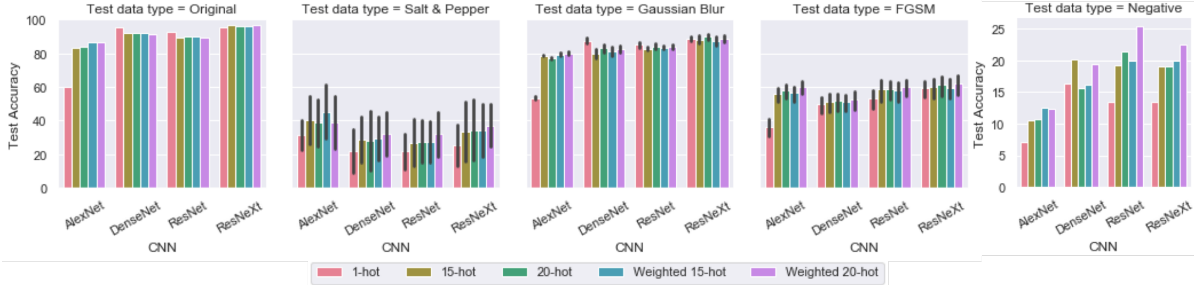 Test data type = Original
Test data type = Salt & Pepper
Test data type = Gaussian Blur
Test data type = FGSM
Test data type = Negative
Test Accuracy
100
80
60
40
20
0
AlexNet DenseNet ResNet ResNeXt
CNN
AlexNet DenseNet ResNet ResNeXt
CNN
AlexNet DenseNet ResNet ResNeXt
CNN
AlexNet DenseNet ResNet ResNeXt
CNN
Test Accuracy
25
20
15
10
5
0
AlexNet DenseNet ResNet ResNeXt
CNN
1-hot 15-hot 20-hot Weighted 15-hot Weighted 20-hot